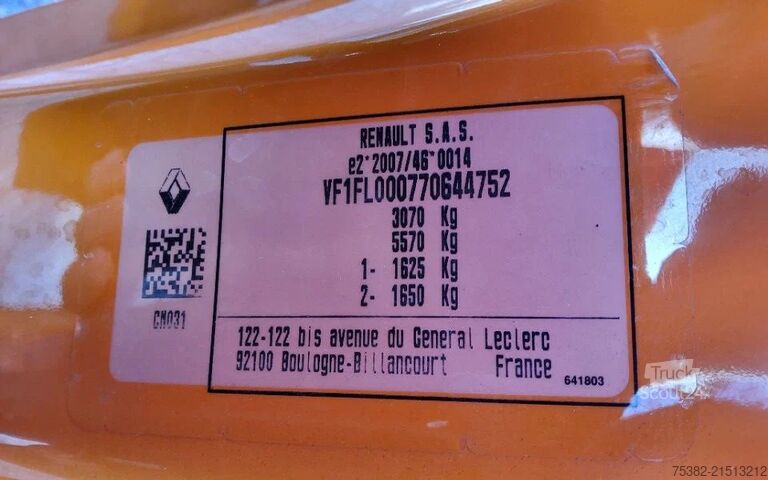 RENAULT S.A.S.
e2*2007/46*0014
VF1FL000770644752
3070 Kg
5570 Kg
1- 1625 Kg
2- 1650 Kg
CM031
122-122 bis avenue du General Leclerc
92100 Boulogne-Billancourt France
641803
Truck
Scout24
75382-21513212